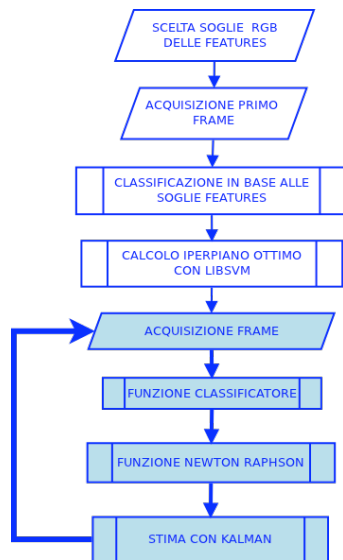 SCELTA SOGLIE RGB
DELLE FEATURES
ACQUISIZIONE PRIMO
FRAME
CLASSIFICAZIONE IN BASE ALLE
SOGLIE FEATURES
CALCOLO IPERPIANO OTTIMO
CON LIBSVM
ACQUISIZIONE FRAME
FUNZIONE CLASSIFICATORE
FUNZIONE NEWTON RAPHSON
STIMA CON KALMAN